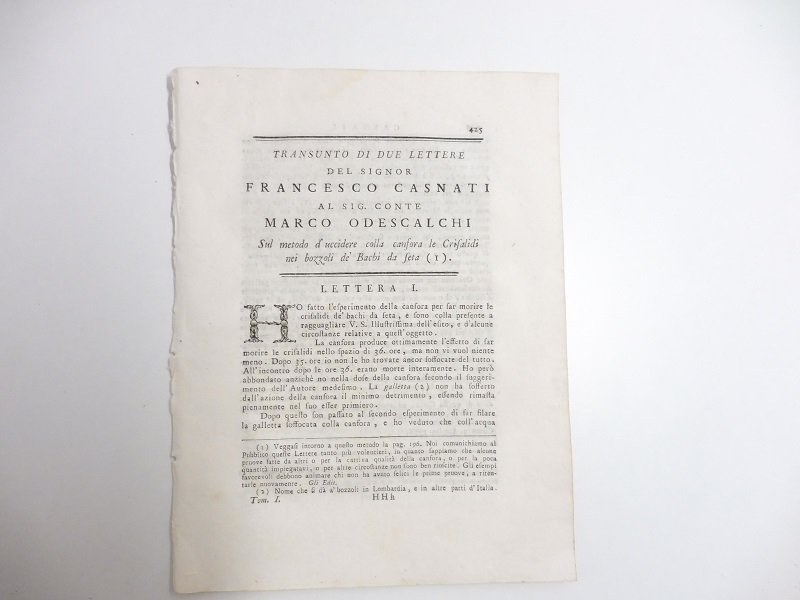 425
TRANSUNTO DI DUE LETTERE
DEL SIGNOR
FRANCESCO CASNATI
AL SIG. CONTE
MARCO ODESCALCHI
Sul metodo d'uccidere colla canfora le Crisalidi
nei bozzoli de' Bachi da seta (1).
LETTERA I.
HO fatto l'esperimento della canfora per far morire le
crisalidi de' bachi da seta, e sono colla presente a
ragguagliare V. S. Illustrissima dell'esito, e d'alcune
circostanze relative a quest'oggetto.
La canfora produce ottimamente l'effetto di far
morire le crisalidi nello spazio di 36. ore, ma non vi vuol niente
meno. Dopo 35. ore io non le ho trovate ancor soffocate del tutto.
All'incontro dopo le ore 36. erano morte interamente. Ho però
abbondato anzichè no nella dose della canfora secondo il suggeri-
mento dell'Autore medesimo. La galletta (2) non ha sofferto
dall'azione della canfora il minimo detrimento, essendo rimasta
pienamente nel suo esser primiero.
Dopo questo son passato al secondo esperimento di far filare
la galletta soffocata colla canfora, e ho veduto che coll'acqua
(1) Veggasi intorno a questo metodo la pag. 196. Noi comunichiamo al
Pubblico queste Lettere tanto più volentieri, in quanto sappiamo che alcune
pruove fatte da altri o per la cattiva qualità della canfora, o per la poca
quantità impiegatavi, o per altre circostanze non sono ben riuscite. Gli esempi
favorevoli debbono animare chi non ha avuto felici le prime pruove, a riten-
tarle nuovamente. Gli Edit.
(2) Nome che si dà a' bozzoli in Lombardia, e in altre parti d'Italia.
Tom. I. HHh